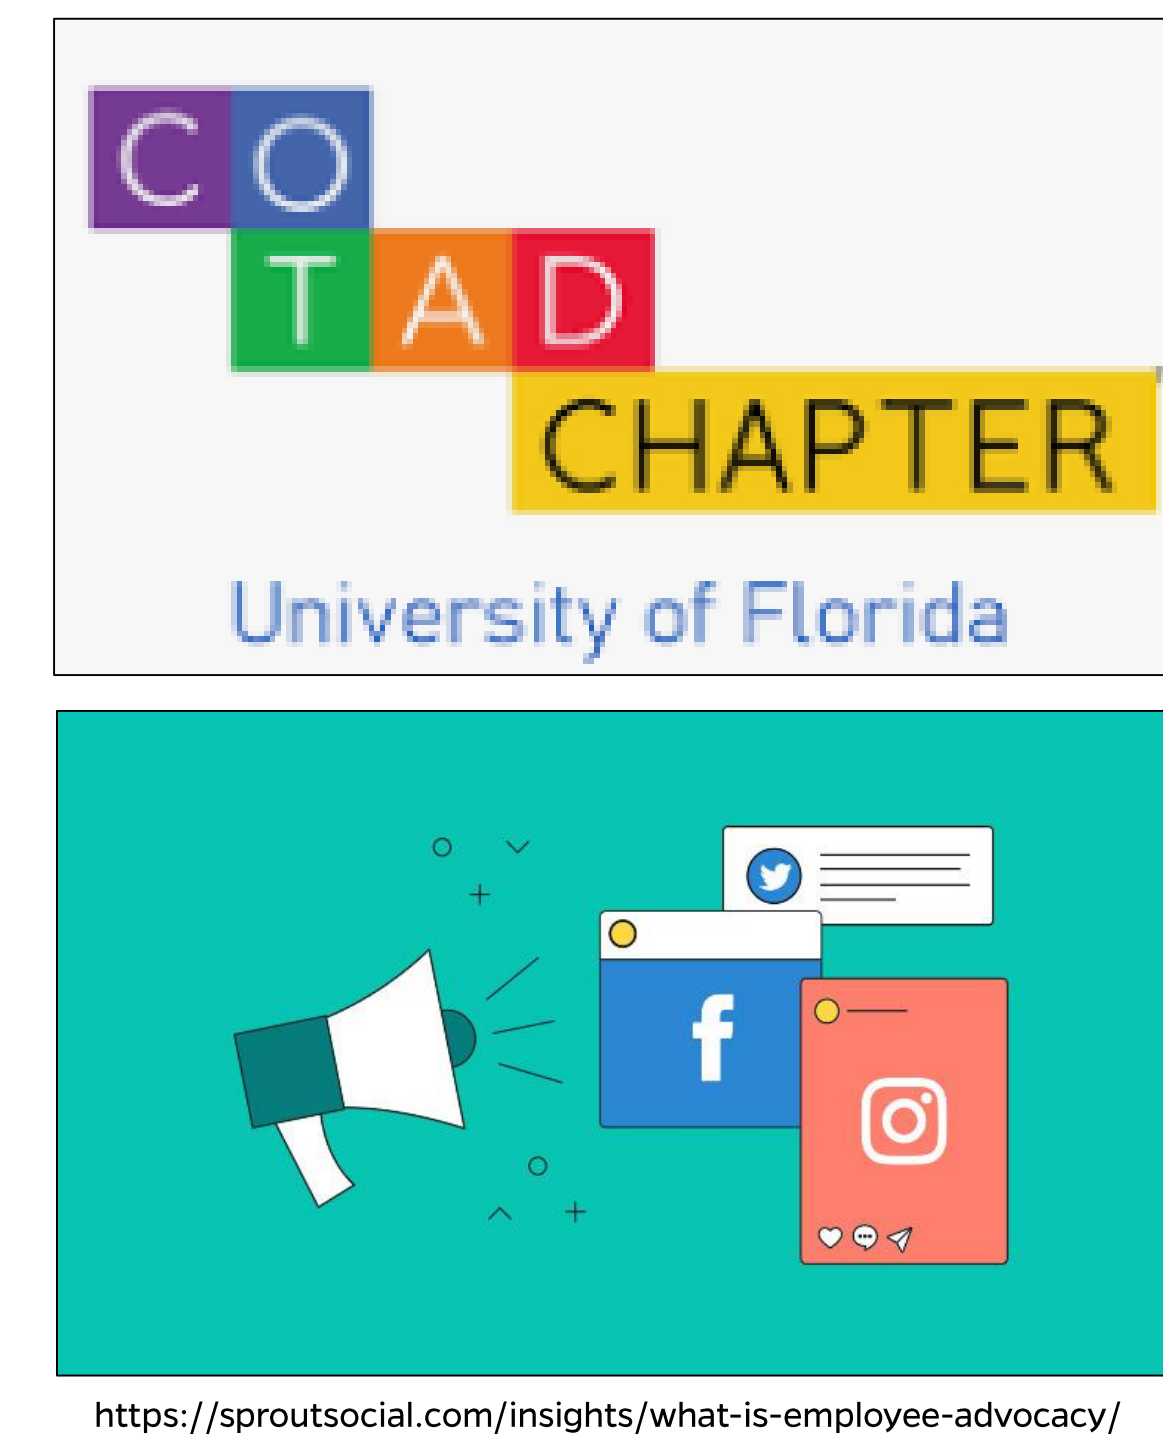 CO
TAD
CHAPTER
University of Florida
f
https://sproutsocial.com/insights/what-is-employee-advocacy/